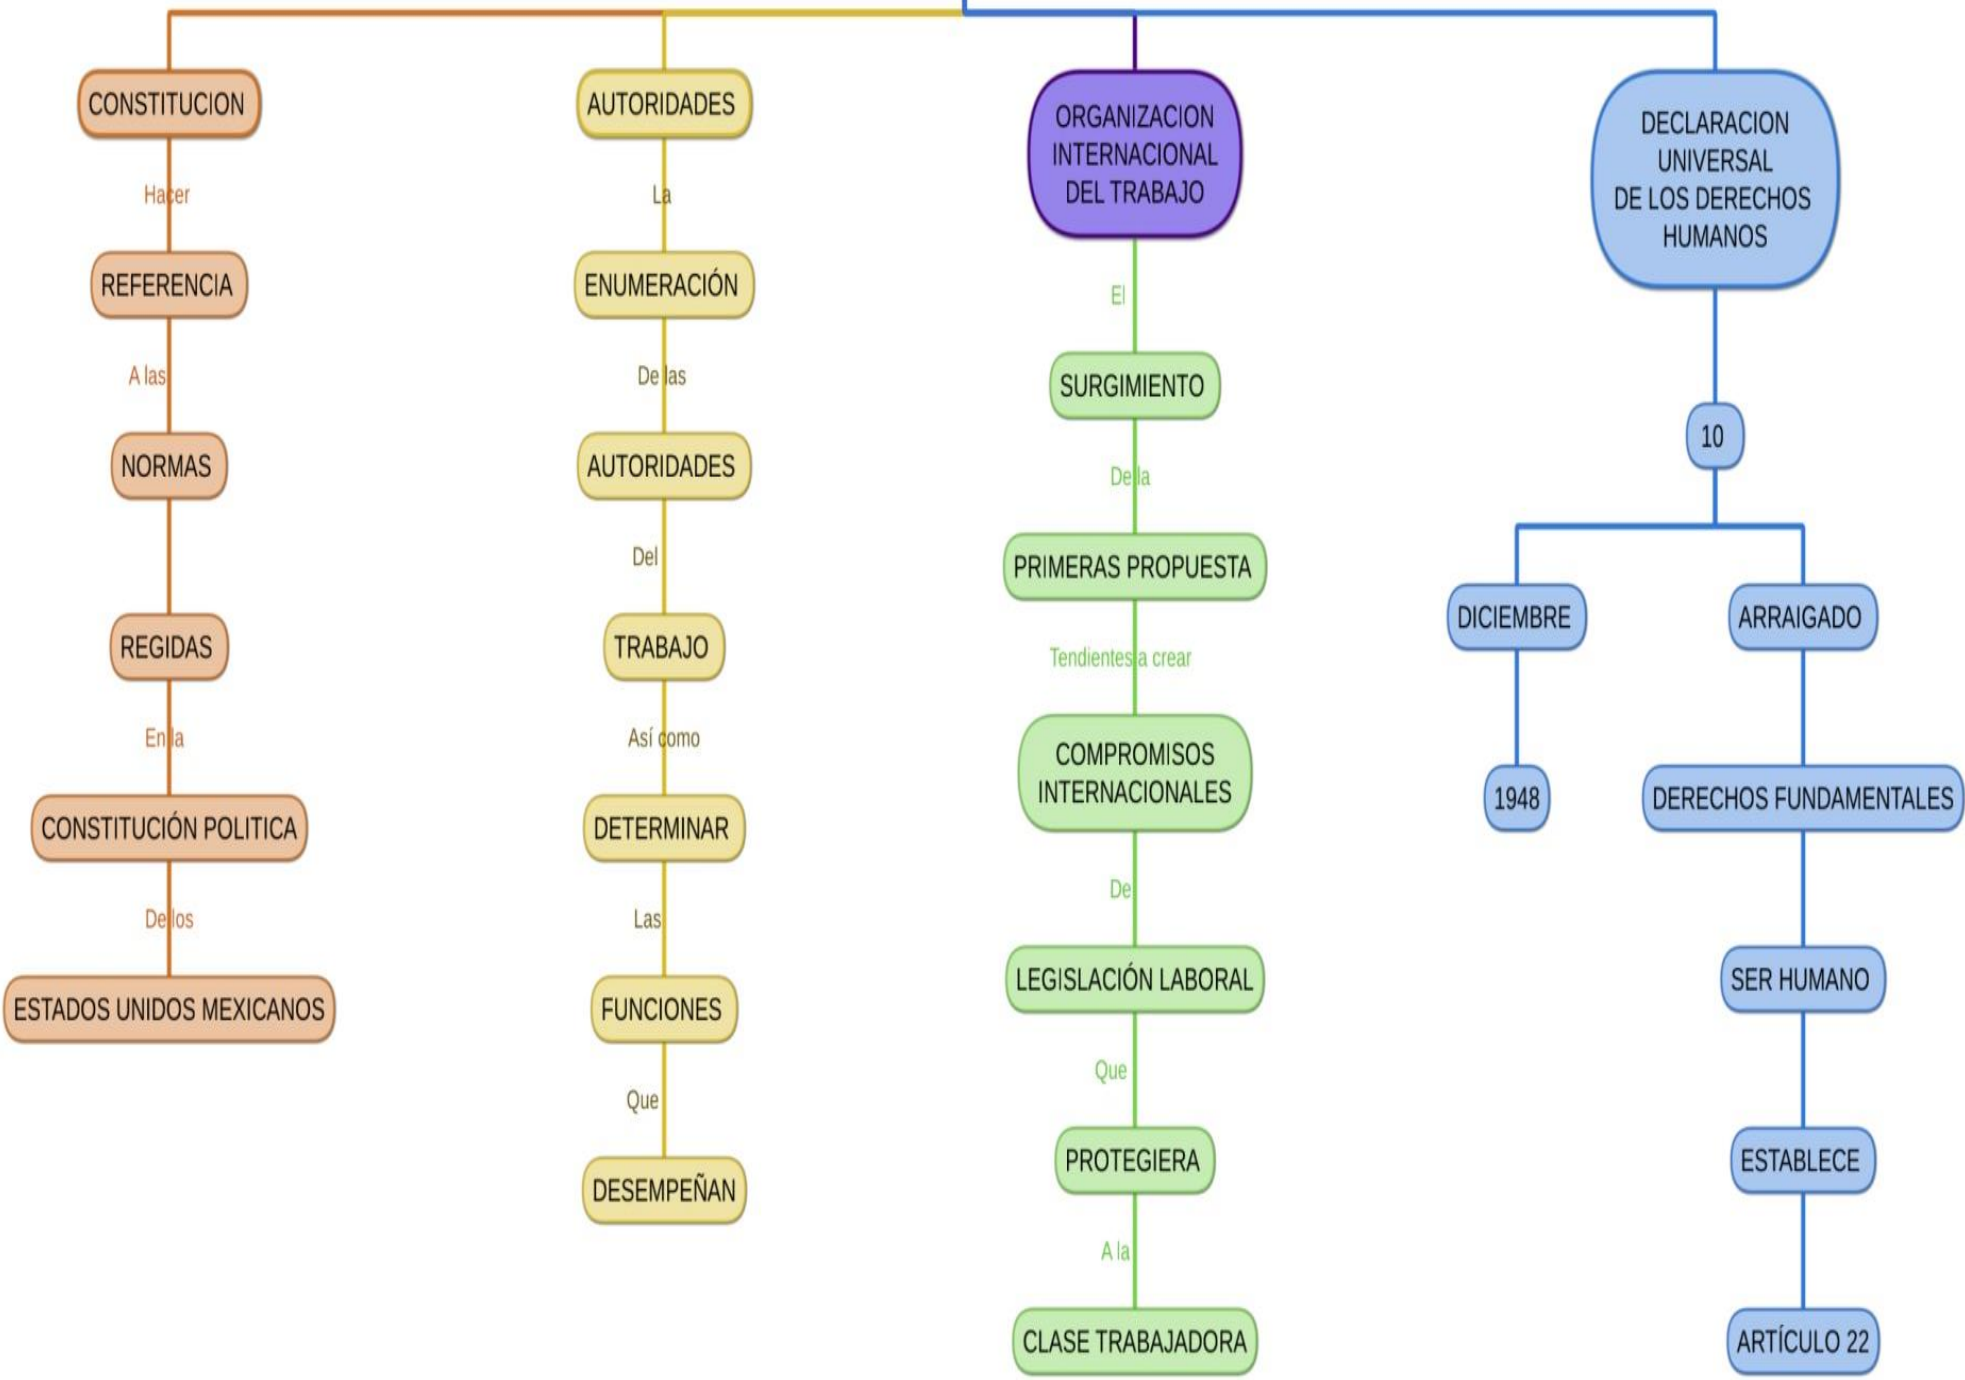 CONSTITUCION
Hacer
REFERENCIA
A las
NORMAS
REGIDAS
En la
CONSTITUCIÓN POLITICA
De los
ESTADOS UNIDOS MEXICANOS
AUTORIDADES
La
ENUMERACIÓN
De las
AUTORIDADES
Del
TRABAJO
Así como
DETERMINAR
Las
FUNCIONES
Que
DESEMPEÑAN
ORGANIZACION
INTERNACIONAL
DEL TRABAJO
El
SURGIMIENTO
De la
PRIMERAS PROPUESTA
Tendientes a crear
COMPROMISOS
INTERNACIONALES
De
LEGISLACIÓN LABORAL
Que
PROTEGIERA
A la
CLASE TRABAJADORA
DECLARACION
UNIVERSAL
DE LOS DERECHOS
HUMANOS
10
DICIEMBRE
1948
ARRAIGADO
DERECHOS FUNDAMENTALES
SER HUMANO
ESTABLECE
ARTÍCULO 22